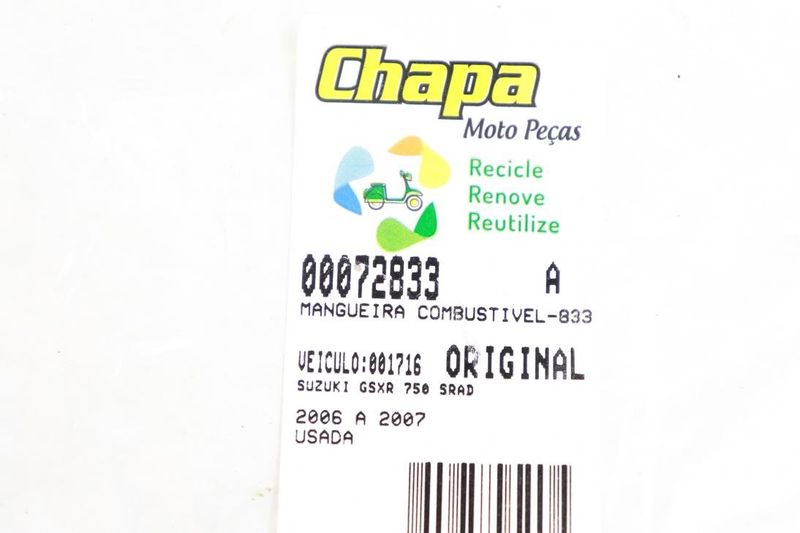 Chapa
Moto Peças
Recicle
Renove
Reutilize
00072833 A
MANGUEIRA COMBUSTIVEL-833
VEICULO:001716 ORIGINAL
SUZUKI GSXR 750 SRAD
2006 A 2007
USADA